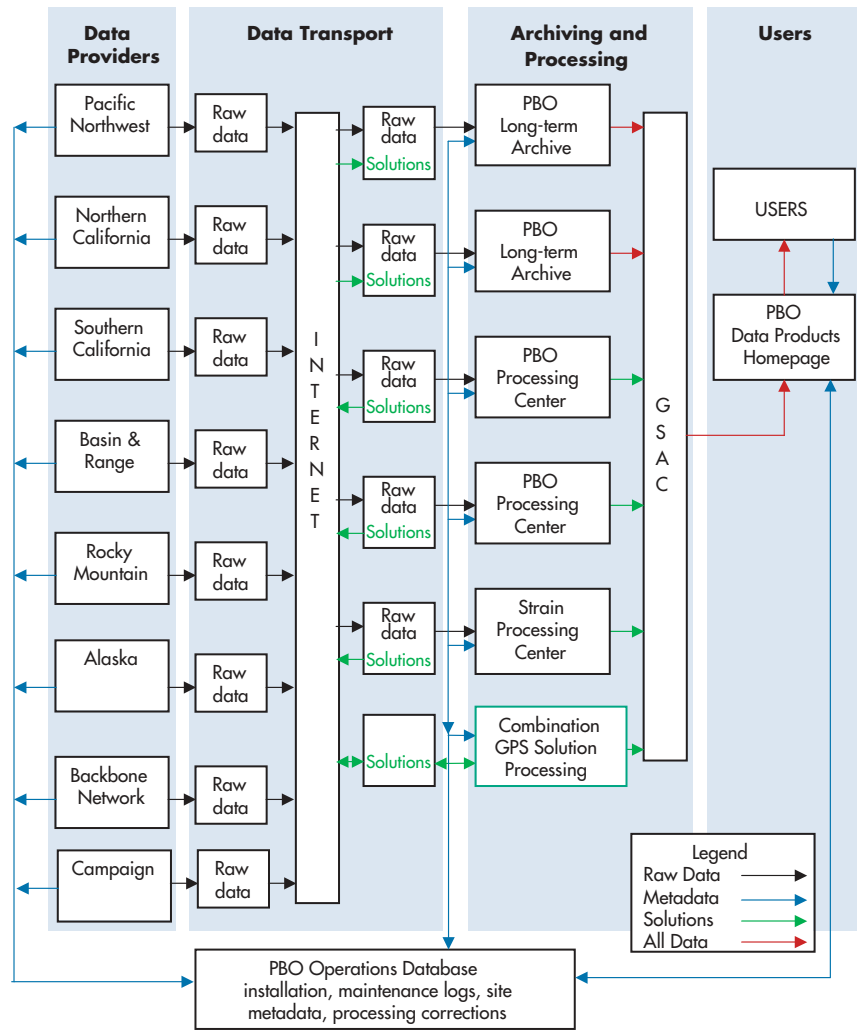 Data
Providers
Data Transport
Archiving and
Processing
Users
Pacific
Northwest
Raw
data
Raw
data
Solutions
PBO
Long-term
Archive
Northern
California
Raw
data
Raw
data
Solutions
PBO
Long-term
Archive
USERS
Southern
California
Raw
data
Raw
data
Solutions
PBO
Processing
Center
PBO
Data Products
Homepage
INTERNET
GSAC
Basin &
Range
Raw
data
Raw
data
Solutions
PBO
Processing
Center
Rocky
Mountain
Raw
data
Raw
data
Solutions
Strain
Processing
Center
Alaska
Raw
data
Solutions
Combination
GPS Solution
Processing
Backbone
Network
Raw
data
Campaign
Raw
data
Legend
Raw Data
Metadata
Solutions
All Data
PBO Operations Database
installation, maintenance logs, site
metadata, processing corrections